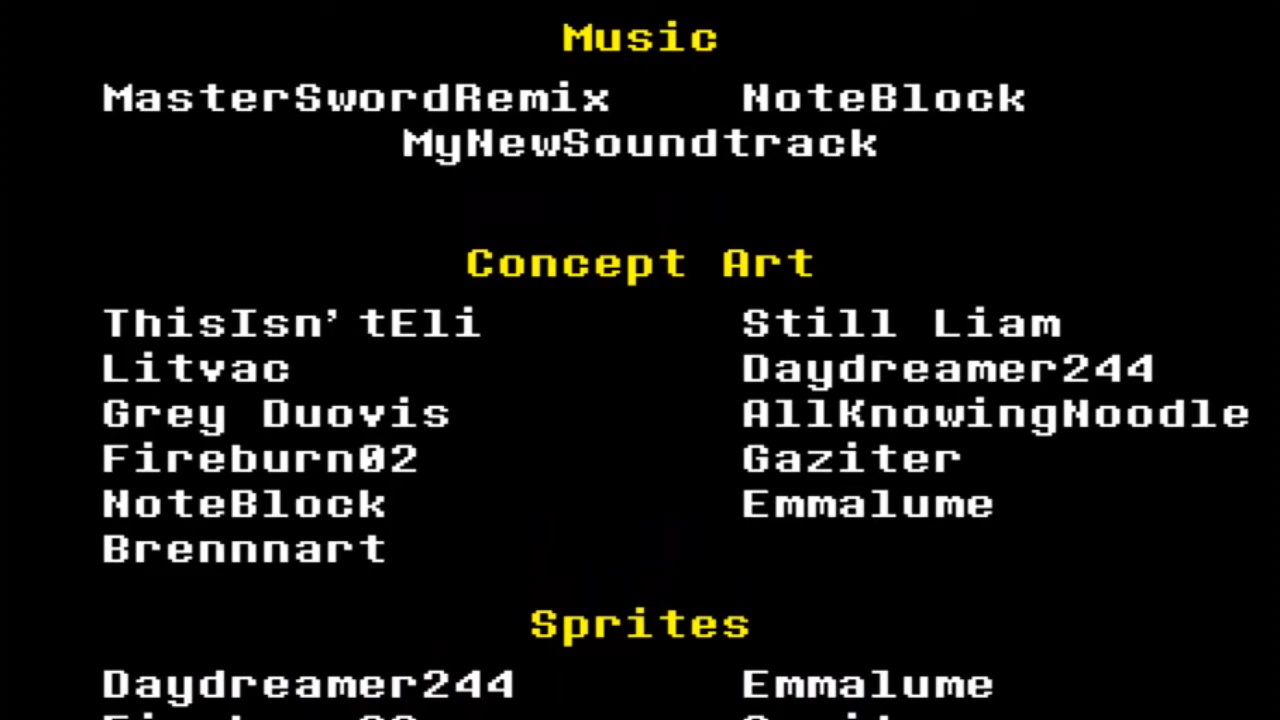 Music
MasterSwordRemix NoteBlock
MyNewSoundtrack
Concept Art
ThisIsn'tEli Still Liam
Litvac Daydreamer244
Grey Duovis AllKnowingNoodle
Fireburn02 Gaziter
NoteBlock Emmalume
Brennnart
Sprites
Daydreamer244 Emmalume